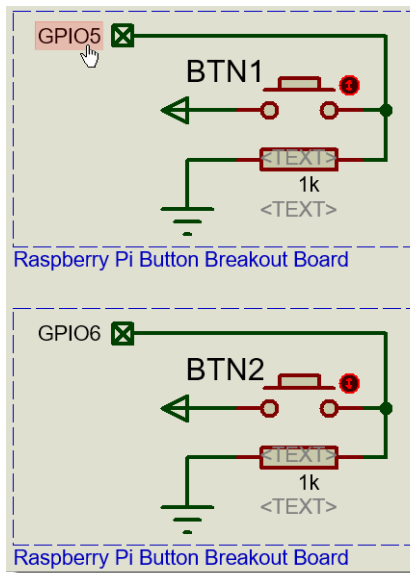 GPIO5
BTN1
<TEXT>
1k
<TEXT>
Raspberry Pi Button Breakout Board
GPIO6
BTN2
<TEXT>
1k
<TEXT>
Raspberry Pi Button Breakout Board